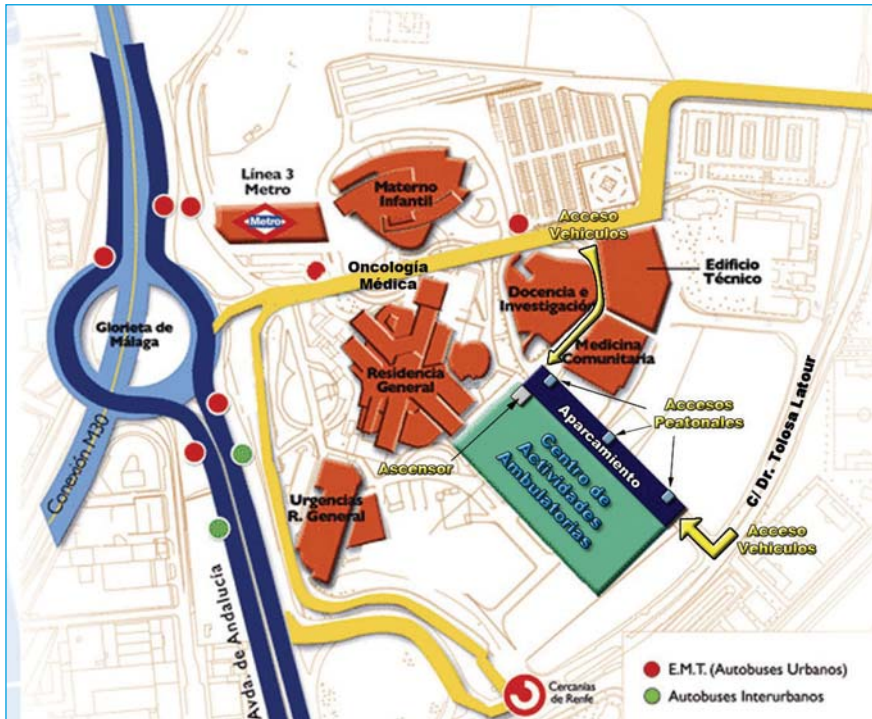 Línea 3
Metro
Metro
Materno
Infantil
Acceso
Vehículos
Oncología
Médica
Edificio
Técnico
Docencia e
Investigación
Glorieta de
Málaga
Medicina
Comunitaria
Residencia
General
Accesos
Peatonales
Aparcamiento
Ascensor
Centro de
Actividades
Ambulatorias
Conexión M30
C/ Dr. Tolosa Latour
Urgencias
R. General
Acceso
Vehículos
Avda. de Andalucía
Cercanías
de Renfe
E.M.T. (Autobuses Urbanos)
Autobuses Interurbanos